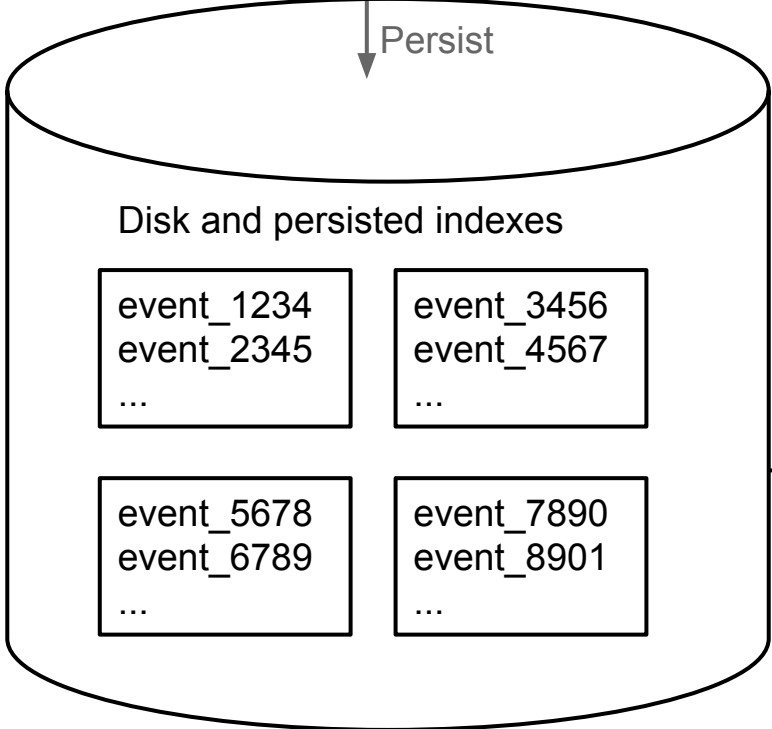 Persist
Disk and persisted indexes
event_1234
event_2345
...
event_3456
event_4567
...
event_5678
event_6789
...
event_7890
event_8901
...